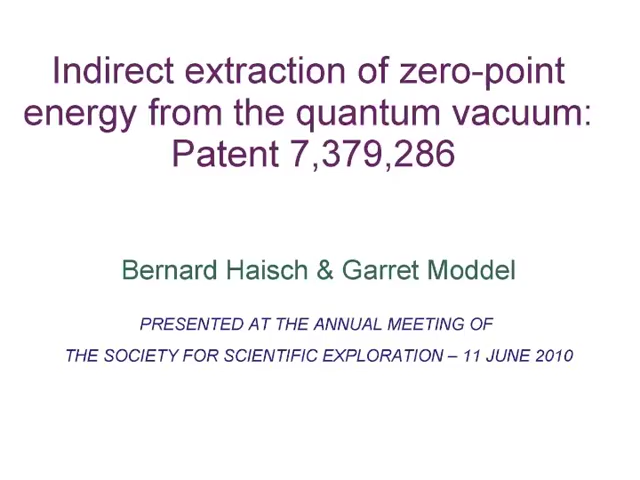 Indirect extraction of zero-point
energy from the quantum vacuum:
Patent 7,379,286
Bernard Haisch & Garret Moddel
PRESENTED AT THE ANNUAL MEETING OF
THE SOCIETY FOR SCIENTIFIC EXPLORATION – 11 JUNE 2010